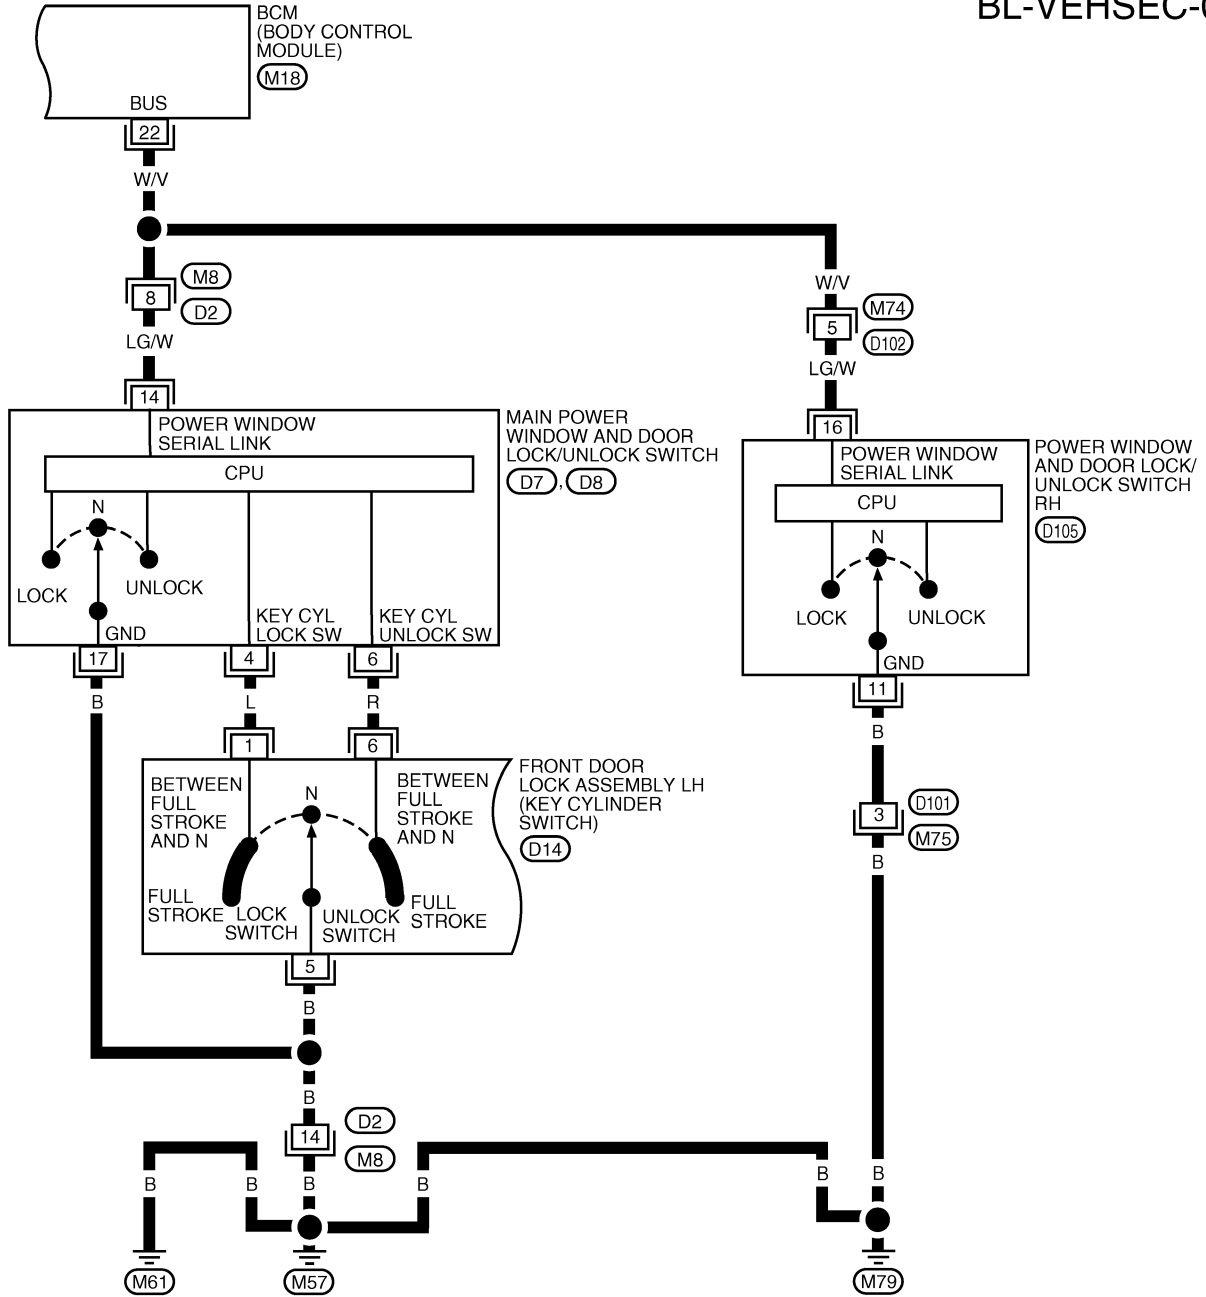 BL-VEHSEC-0
BCM
(BODY CONTROL
MODULE)
M18
BUS
22
W/V
M8
8
D2
LG/W
14
W/V
M74
5
D102
LG/W
16
POWER WINDOW
SERIAL LINK
CPU
N
LOCK
UNLOCK
GND
KEY CYL
LOCK SW
KEY CYL
UNLOCK SW
MAIN POWER
WINDOW AND DOOR
LOCK/UNLOCK SWITCH
D7 , D8
POWER WINDOW
SERIAL LINK
CPU
N
LOCK
UNLOCK
GND
POWER WINDOW
AND DOOR LOCK/
UNLOCK SWITCH
RH
D105
17
4
6
11
B
L
R
B
1
6
BETWEEN
FULL
STROKE
AND N
N
BETWEEN
FULL
STROKE
AND N
FULL
STROKE
LOCK
SWITCH
UNLOCK
SWITCH
FULL
STROKE
FRONT DOOR
LOCK ASSEMBLY LH
(KEY CYLINDER
SWITCH)
D14
D101
3
M75
B
5
B
B
D2
14
M8
B
B
B
B
B
B
M61
M57
M79